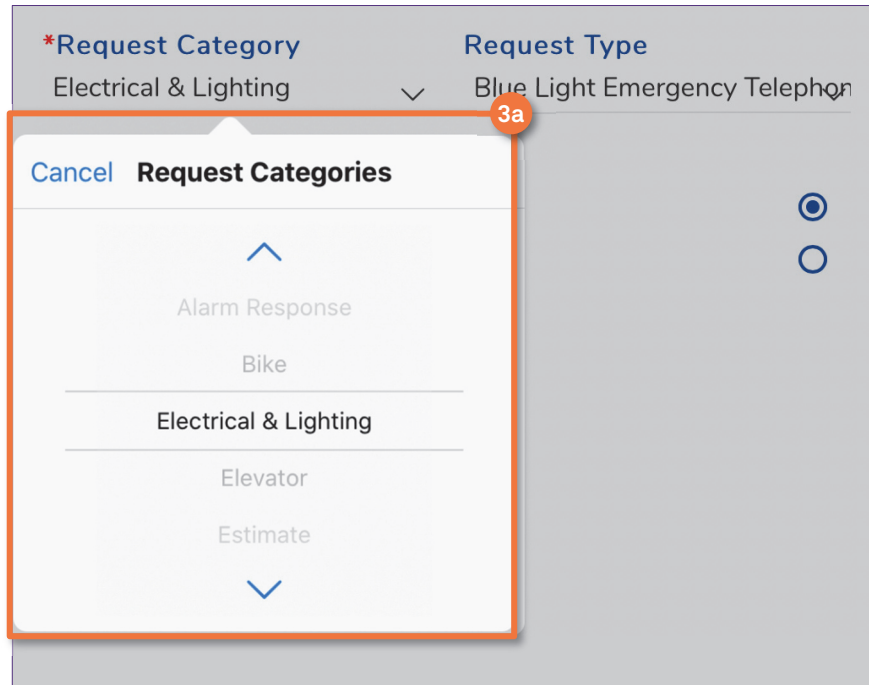 *Request Category Request Type
Electrical & Lighting Blue Light Emergency Telephon
3a
Cancel Request Categories
Alarm Response
Bike
Electrical & Lighting
Elevator
Estimate